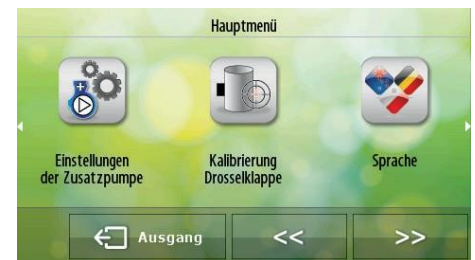 Hauptmenü
Einstellungen
der Zusatzpumpe
Kalibrierung
Drosselklappe
Sprache
Ausgang
<<
>>